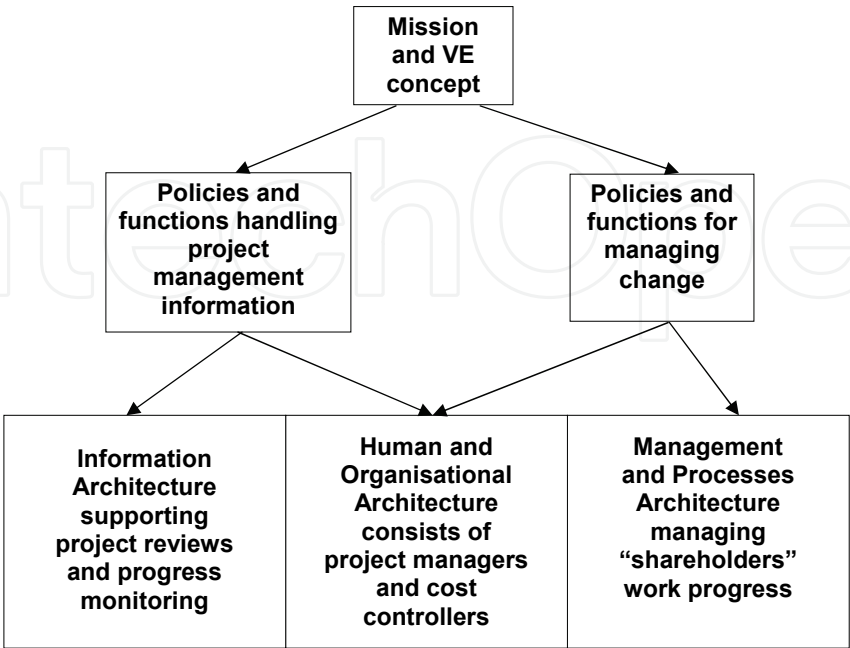 Mission
and VE
concept
Policies and
functions handling
project
management
information
Policies and
functions for
managing
change
Information
Architecture
supporting
project reviews
and progress
monitoring
Human and
Organisational
Architecture
consists of
project managers
and cost
controllers
Management
and Processes
Architecture
managing
“shareholders”
work progress
ntechOpe